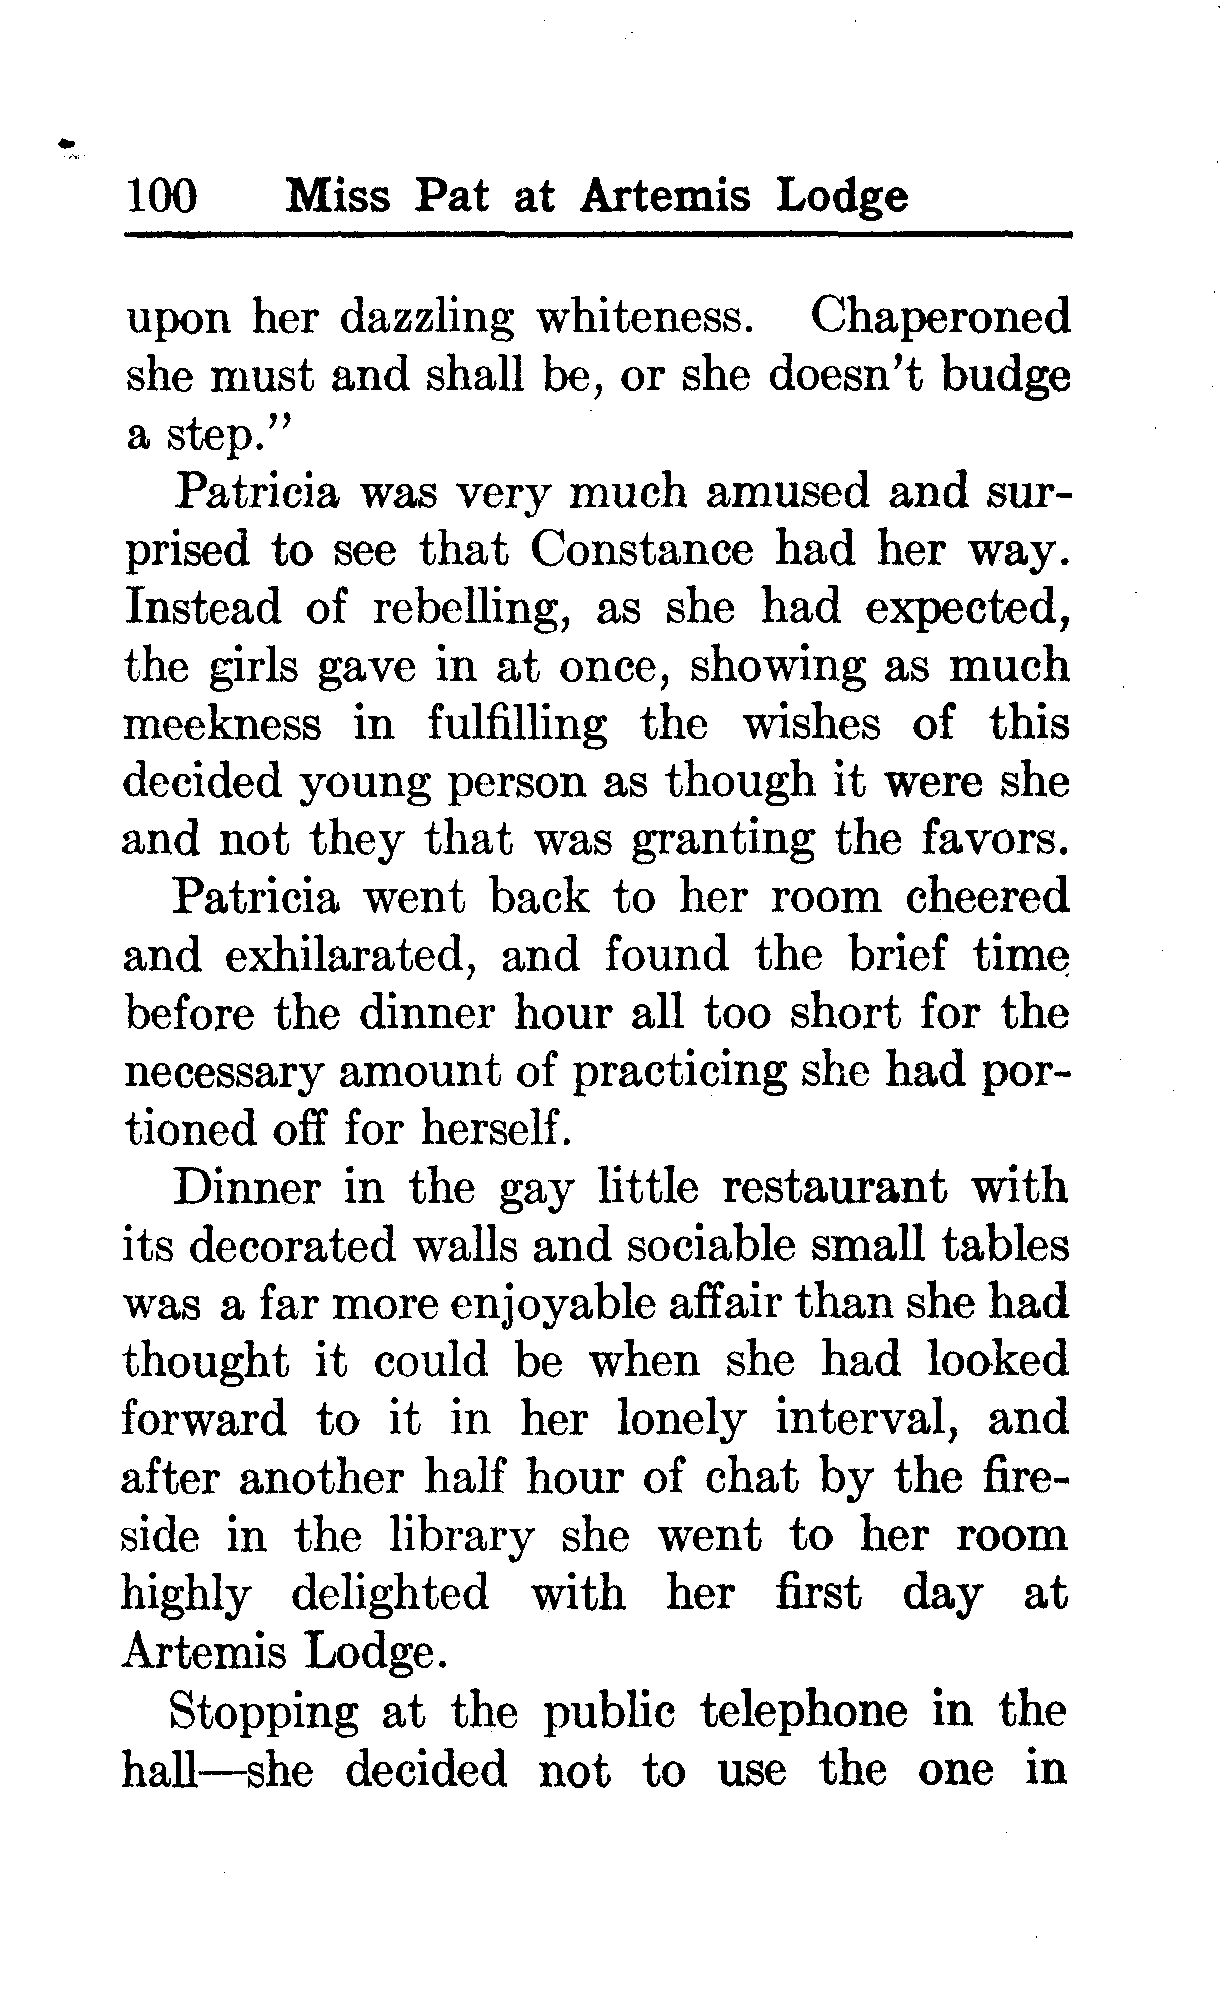 100 Miss Pat at Artemis Lodge
upon her dazzling whiteness. Chaperoned
she must and shall be, or she doesn't budge
a step."
Patricia was very much amused and sur-
prised to see that Constance had her way.
Instead of rebelling, as she had expected,
the girls gave in at once, showing as much
meekness in fulfilling the wishes of this
decided young person as though it were she
and not they that was granting the favors.
Patricia went back to her room cheered
and exhilarated, and found the brief time
before the dinner hour all too short for the
necessary amount of practicing she had por-
tioned off for herself.
Dinner in the gay little restaurant with
its decorated walls and sociable small tables
was a far more enjoyable affair than she had
thought it could be when she had looked
forward to it in her lonely interval, and
after another half hour of chat by the fire-
side in the library she went to her room
highly delighted with her first day at
Artemis Lodge.
Stopping at the public telephone in the
hall—she decided not to use the one in